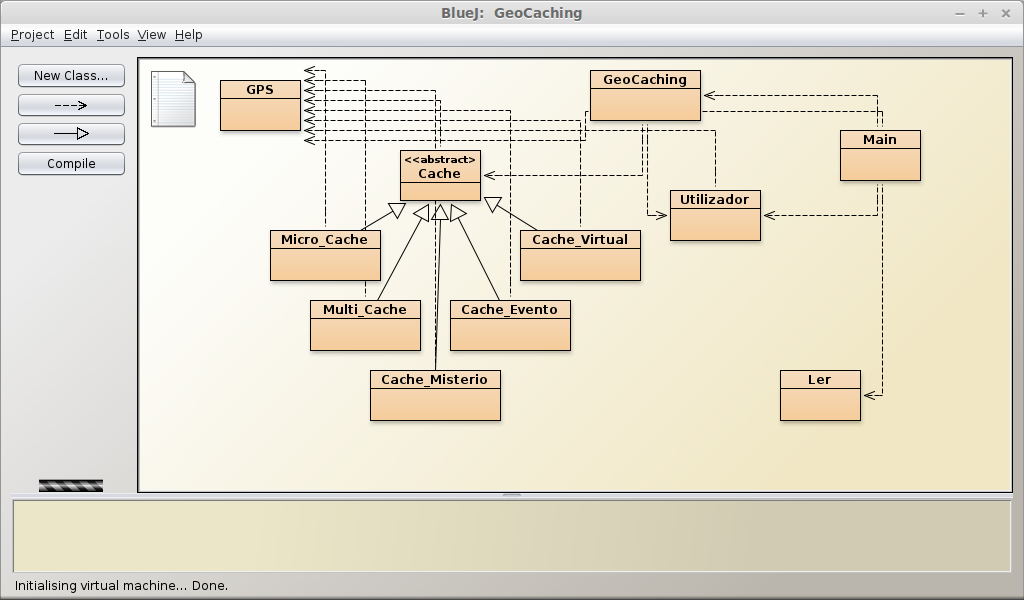 BlueJ: GeoCaching
Project Edit Tools View Help
New Class...
Compile
GPS
GeoCaching
<<abstract>>
Cache
Main
Utilizador
Micro_Cache
Cache_Virtual
Multi_Cache
Cache_Evento
Cache_Misterio
Ler
Initialising virtual machine... Done.